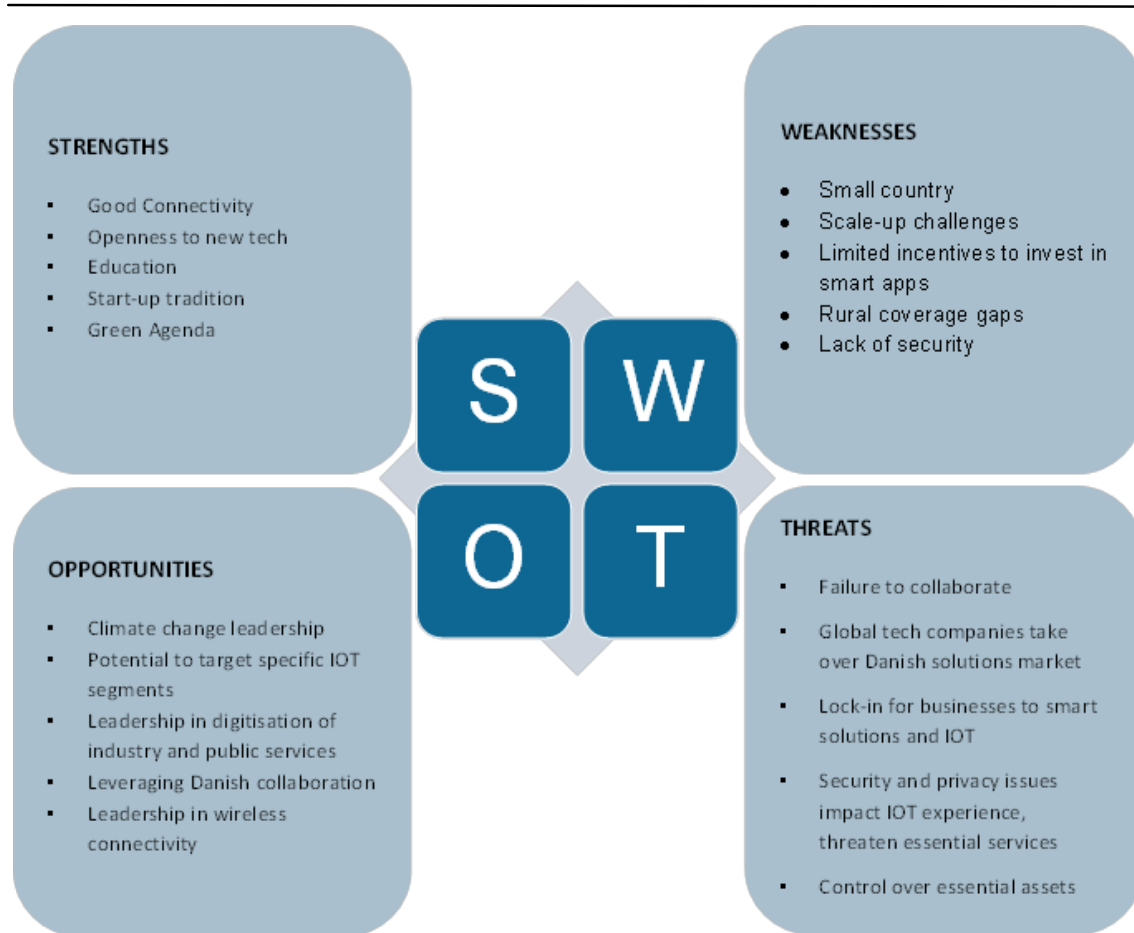 STRENGTHS
▪ Good Connectivity
▪ Openness to new tech
▪ Education
▪ Start-up tradition
▪ Green Agenda
WEAKNESSES
● Small country
● Scale-up challenges
● Limited incentives to invest in
smart apps
● Rural coverage gaps
● Lack of security
S
W
O
T
OPPORTUNITIES
▪ Climate change leadership
▪ Potential to target specific IOT
segments
▪ Leadership in digitisation of
industry and public services
▪ Leveraging Danish collaboration
▪ Leadership in wireless
connectivity
THREATS
▪ Failure to collaborate
▪ Global tech companies take
over Danish solutions market
▪ Lock-in for businesses to smart
solutions and IOT
▪ Security and privacy issues
impact IOT experience,
threaten essential services
▪ Control over essential assets